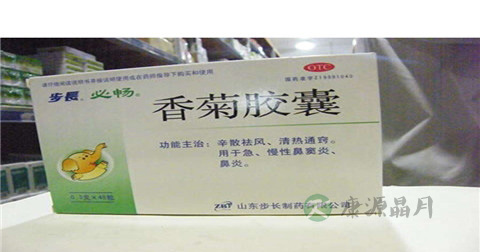 请仔细阅读说明书并按说明使用或在药师指导下购买和使用
OTC
国药准字Z10981045
步長® 必畅®
香菊胶囊
功能主治：辛散祛风、清热通窍。
用于急、慢性鼻窦炎、
鼻炎。
山东步长制药有限公司
康源晶月